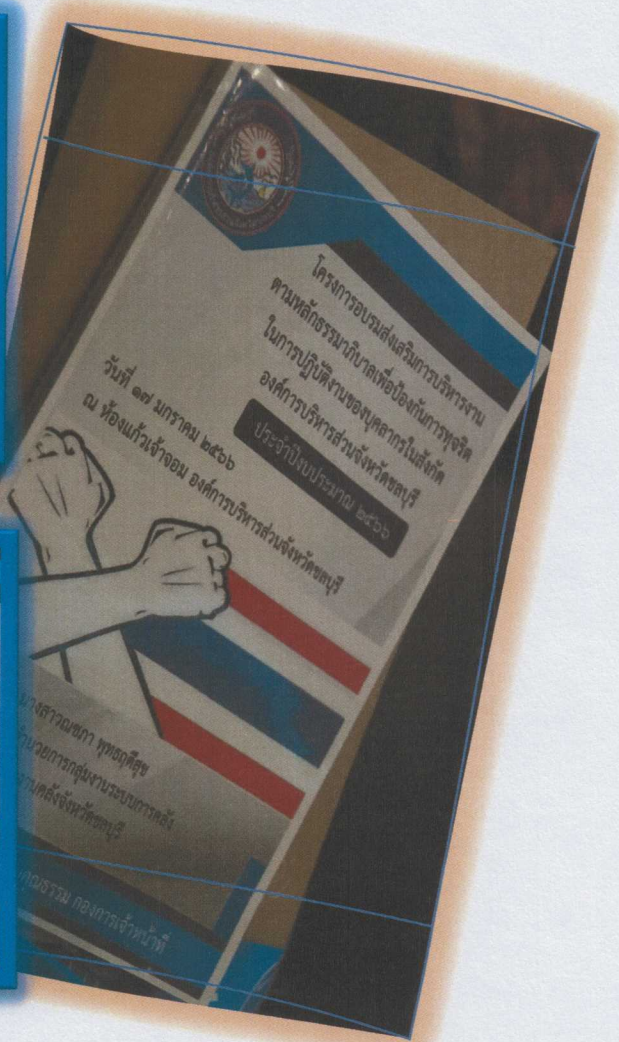 โครงการอบรมส่งเสริมการบริหารงาน
ตามหลักธรรมาภิบาลเพื่อป้องกันการทุจริต
ในการปฏิบัติงานของบุคลากรในสังกัด
องค์การบริหารส่วนจังหวัดชลบุรี
ประจำปีงบประมาณ ๒๕๖๖
วันที่ ๑๗ มกราคม ๒๕๖๖
ณ ห้องแก้วเจ้าจอม องค์การบริหารส่วนจังหวัดชลบุรี
นางสาวณชภา พุทธฤดีสุข
อำนวยการกลุ่มงานระบบการคลัง
งานคลังจังหวัดชลบุรี
คุณธรรม กองการเจ้าหน้าที่